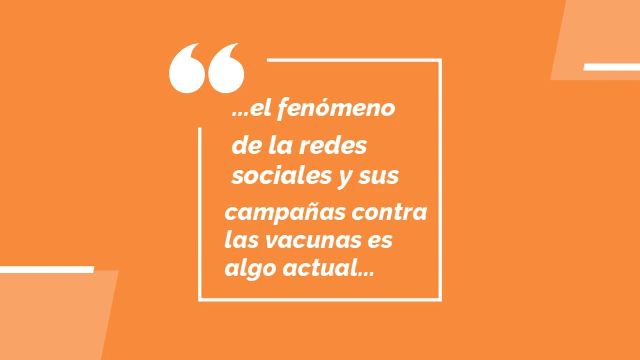 ...el fenómeno
de la redes
sociales y sus
campañas contra
las vacunas es
algo actual...